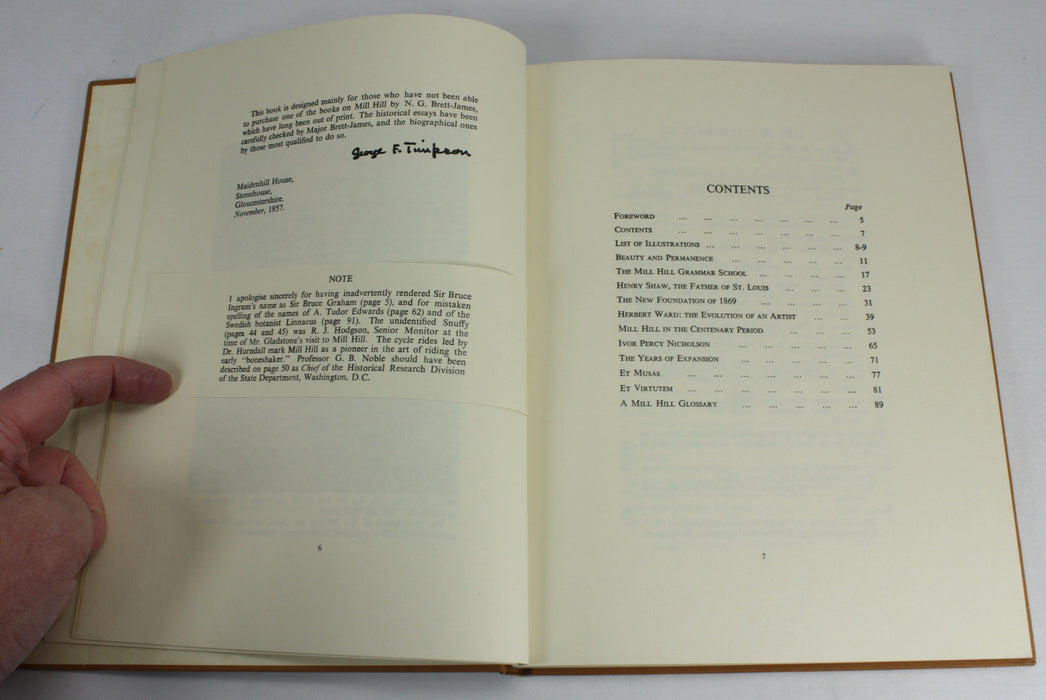 This book is designed mainly for those who have not been able
to purchase one of the books on Mill Hill by N. G. Brett-James,
which have long been out of print. The historical essays have been
carefully checked by Major Brett-James, and the biographical ones
by those most qualified to do so.
George F. Timpson
Maidenhill House,
Stonehouse,
Gloucestershire.
November, 1957.
NOTE
I apologise sincerely for having inadvertently rendered Sir Bruce
Ingram's name as Sir Bruce Graham (page 5), and for mistaken
spelling of the names of A. Tudor Edwards (page 62) and of the
Swedish botanist Linnaeus (page 91). The unidentified Snuffy
(pages 44 and 45) was R. J. Hodgson, Senior Monitor at the
time of Mr. Gladstone's visit to Mill Hill. The cycle rides led by
Dr. Hurndall mark Mill Hill as a pioneer in the art of riding the
early "boneshaker." Professor G. B. Noble should have been
described on page 50 as Chief of the Historical Research Division
of the State Department, Washington, D.C.
6
CONTENTS
Page
Foreword ... ... ... ... ... ... ... 5
Contents ... ... ... ... ... ... ... 7
List of Illustrations ... ... ... ... ... ... 8-9
Beauty and Permanence ... ... ... ... ... 11
The Mill Hill Grammar School ... ... ... ... 17
Henry Shaw, the Father of St. Louis ... ... ... 23
The New Foundation of 1869 ... ... ... ... 31
Herbert Ward: the Evolution of an Artist ... ... 39
Mill Hill in the Centenary Period ... ... ... 53
Ivor Percy Nicholson ... ... ... ... ... 65
The Years of Expansion ... ... ... ... ... 71
Et Musas ... ... ... ... ... ... ... 77
Et Virtutem ... ... ... ... ... ... ... 81
A Mill Hill Glossary ... ... ... ... ... 89
7